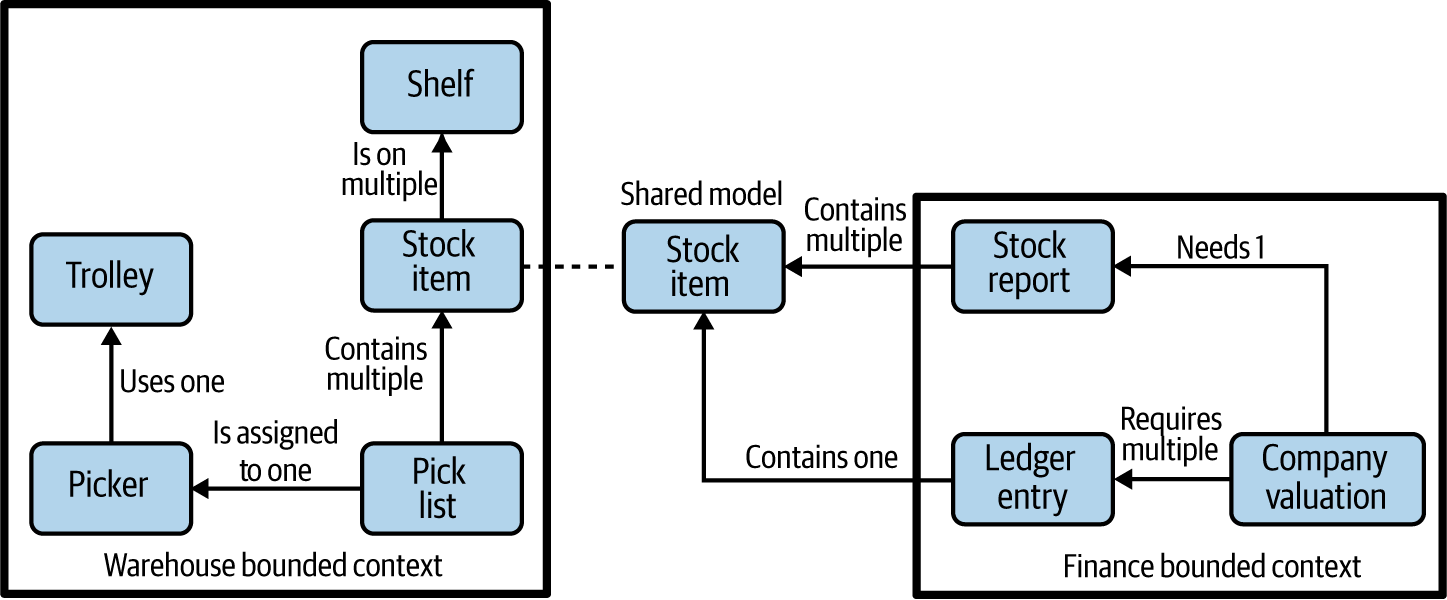 Shelf
Is on
multiple
Stock
item
Trolley
Contains
multiple
Uses one
Is assigned
to one
Picker
Pick
list
Warehouse bounded context
Shared model
Stock
item
Contains
multiple
Contains one
Stock
report
Needs 1
Requires
multiple
Ledger
entry
Company
valuation
Finance bounded context